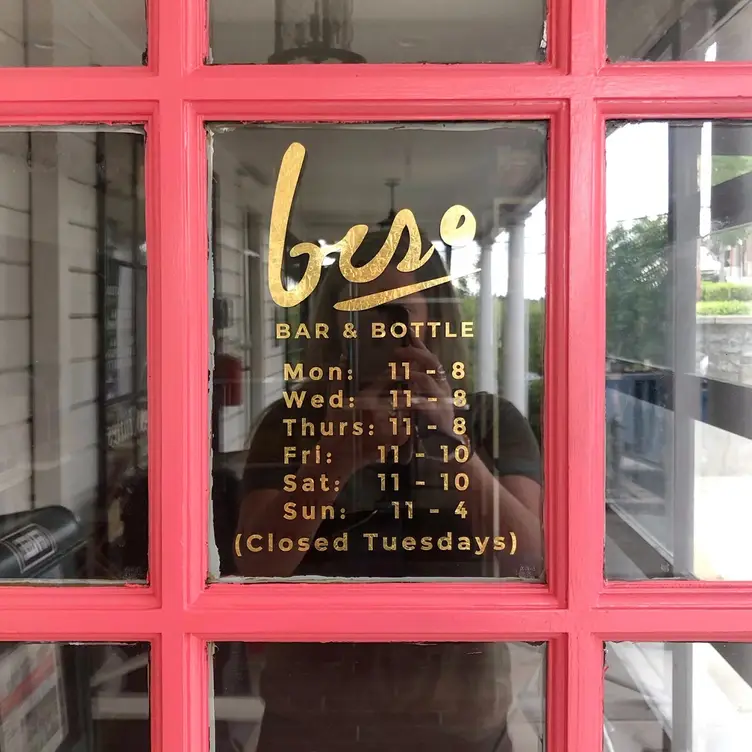 beso
BAR & BOTTLE
Mon: 11 - 8
Wed: 11 - 8
Thurs: 11 - 8
Fri: 11 - 10
Sat: 11 - 10
Sun: 11 - 4
(Closed Tuesdays)